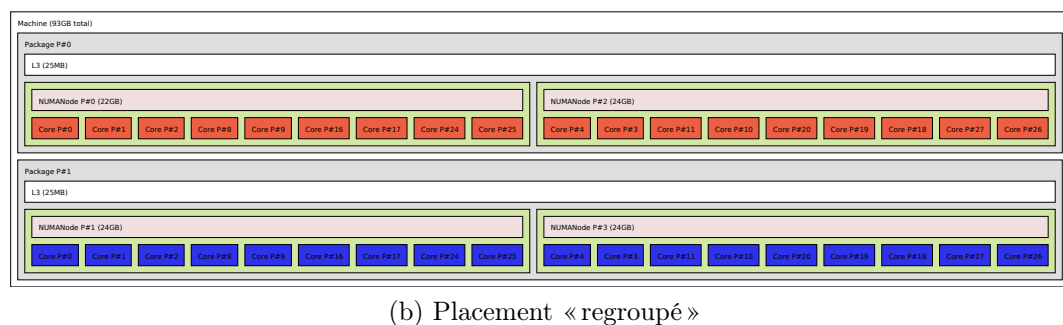 Machine (93GB total)
Package P#0
L3 (25MB)
NUMANode P#0 (22GB) NUMANode P#2 (24GB)
Core P#0 Core P#1 Core P#2 Core P#8 Core P#9 Core P#16 Core P#17 Core P#24 Core P#25 Core P#4 Core P#3 Core P#11 Core P#10 Core P#20 Core P#19 Core P#18 Core P#27 Core P#26
Package P#1
L3 (25MB)
NUMANode P#1 (24GB) NUMANode P#3 (24GB)
Core P#0 Core P#1 Core P#2 Core P#8 Core P#9 Core P#16 Core P#17 Core P#24 Core P#25 Core P#4 Core P#3 Core P#11 Core P#10 Core P#20 Core P#19 Core P#18 Core P#27 Core P#26
(b) Placement « regroupé »